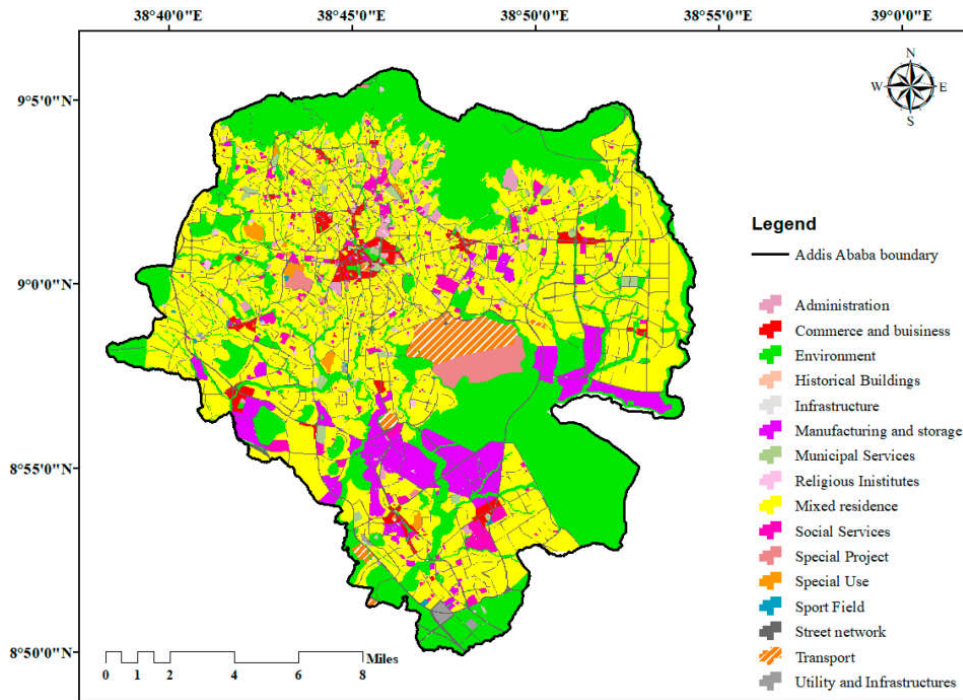 38°40'0"E 38°45'0"E 38°50'0"E 38°55'0"E 39°0'0"E
N
W E
S
9°5'0"N
9°0'0"N
8°55'0"N
8°50'0"N
Legend
Addis Ababa boundary
Administration
Commerce and buisiness
Environment
Historical Buildings
Infrastructure
Manufacturing and storage
Municipal Services
Religious Inistitutes
Mixed residence
Social Services
Special Project
Special Use
Sport Field
Street network
Transport
Utility and Infrastructures
Miles
0 1 2 4 6 8